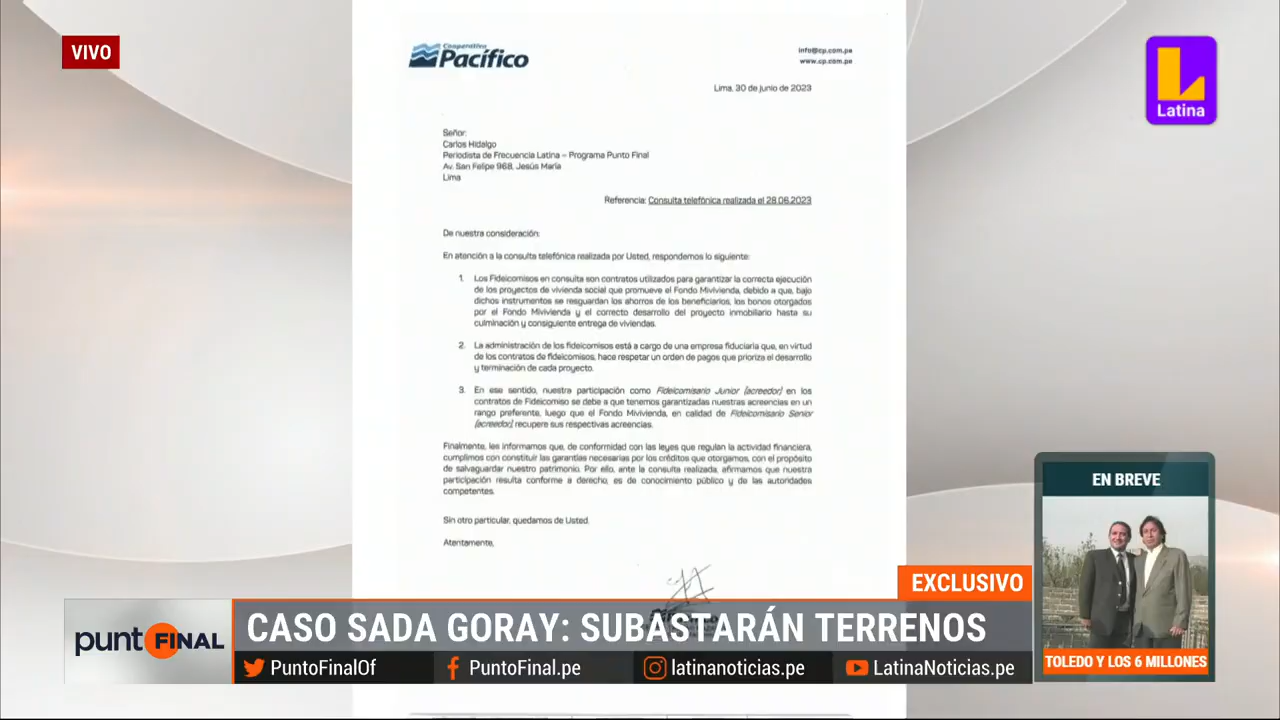 VIVO
Cooperativa
Pacífico
info@cp.com.pe
www.cp.com.pe
Lima, 30 de junio de 2023
Latina
Señor:
Carlos Hidalgo
Periodista de Frecuencia Latina – Programa Punto Final
Av. San Felipe 968, Jesús María
Lima
Referencia: Consulta telefónica realizada el 28.06.2023
De nuestra consideración:
En atención a la consulta telefónica realizada por Usted, respondemos lo siguiente:
1. Los Fideicomisos en consulta son contratos utilizados para garantizar la correcta ejecución
de los proyectos de vivienda social que promueve el Fondo Mivivienda, debido a que, bajo
dichos instrumentos se resguardan los ahorros de los beneficiarios, los bonos otorgados
por el Fondo Mivivienda y el correcto desarrollo del proyecto inmobiliario hasta su
culminación y consiguiente entrega de viviendas.
2. La administración de los fideicomisos está a cargo de una empresa fiduciaria que, en virtud
de los contratos de fideicomisos, hace respetar un orden de pagos que prioriza el desarrollo
y terminación de cada proyecto.
3. En ese sentido, nuestra participación como Fideicomisario Junior [acreedor] en los
contratos de Fideicomiso se debe a que tenemos garantizadas nuestras acreencias en un
rango preferente, luego que el Fondo Mivivienda, en calidad de Fideicomisario Senior
[acreedor] recupere sus respectivas acreencias.
Finalmente, les informamos que, de conformidad con las leyes que regulan la actividad financiera,
cumplimos con constituir las garantías necesarias por los créditos que otorgamos, con el propósito
de salvaguardar nuestro patrimonio. Por ello, ante la consulta realizada, afirmamos que nuestra
participación resulta conforme a derecho, es de conocimiento público y de las autoridades
competentes.
Sin otro particular, quedamos de Usted.
Atentamente,
EN BREVE
TOLEDO Y LOS 6 MILLONES
EXCLUSIVO
punto FINAL
CASO SADA GORAY: SUBASTARÁN TERRENOS
PuntoFinalOf
PuntoFinal.pe
latinanoticias.pe
LatinaNoticias.pe